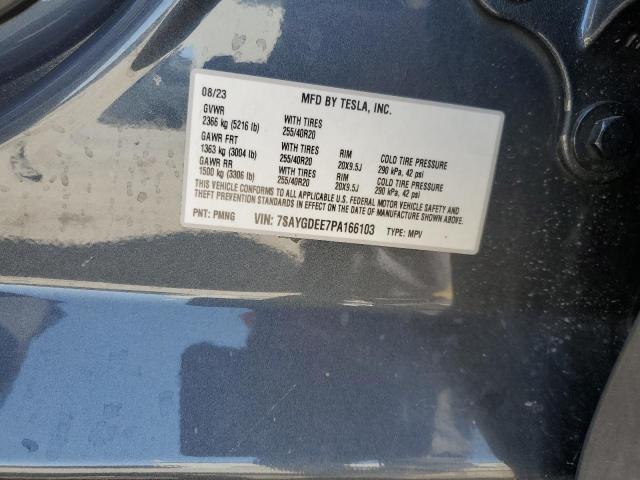 08/23 MFD BY TESLA, INC.
GVWR WITH TIRES
2366 kg (5216 lb) 255/40R20
GAWR FRT WITH TIRES RIM COLD TIRE PRESSURE
1363 kg (3004 lb) 255/40R20 20X9.5J 290 kPa, 42 psi
GAWR RR WITH TIRES RIM COLD TIRE PRESSURE
1500 kg (3306 lb) 255/40R20 20X9.5J 290 kPa, 42 psi
THIS VEHICLE CONFORMS TO ALL APPLICABLE U.S. FEDERAL MOTOR VEHICLE SAFETY AND
THEFT PREVENTION STANDARDS IN EFFECT ON THE DATE OF MANUFACTURE SHOWN ABOVE.
PNT: PMNG VIN: 7SAYGDEE7PA166103 TYPE: MPV